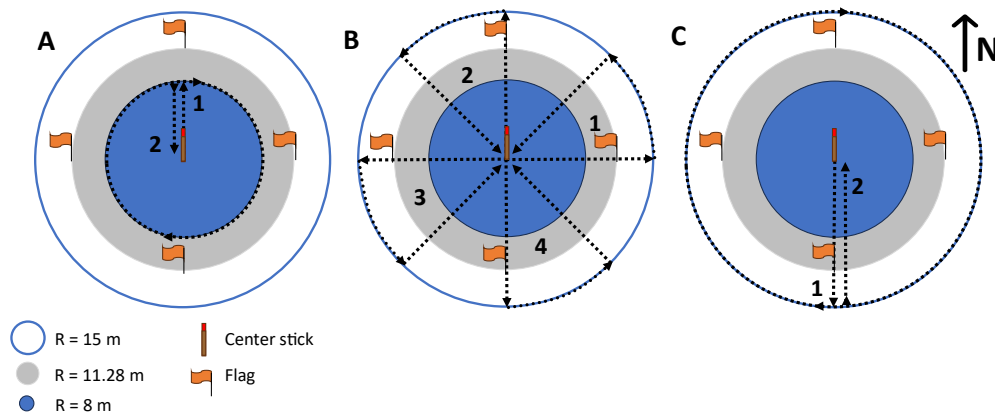 A
B
C
N
1
2
1
2
3
4
1
2
R = 15 m
Center stick
R = 11.28 m
Flag
R = 8 m